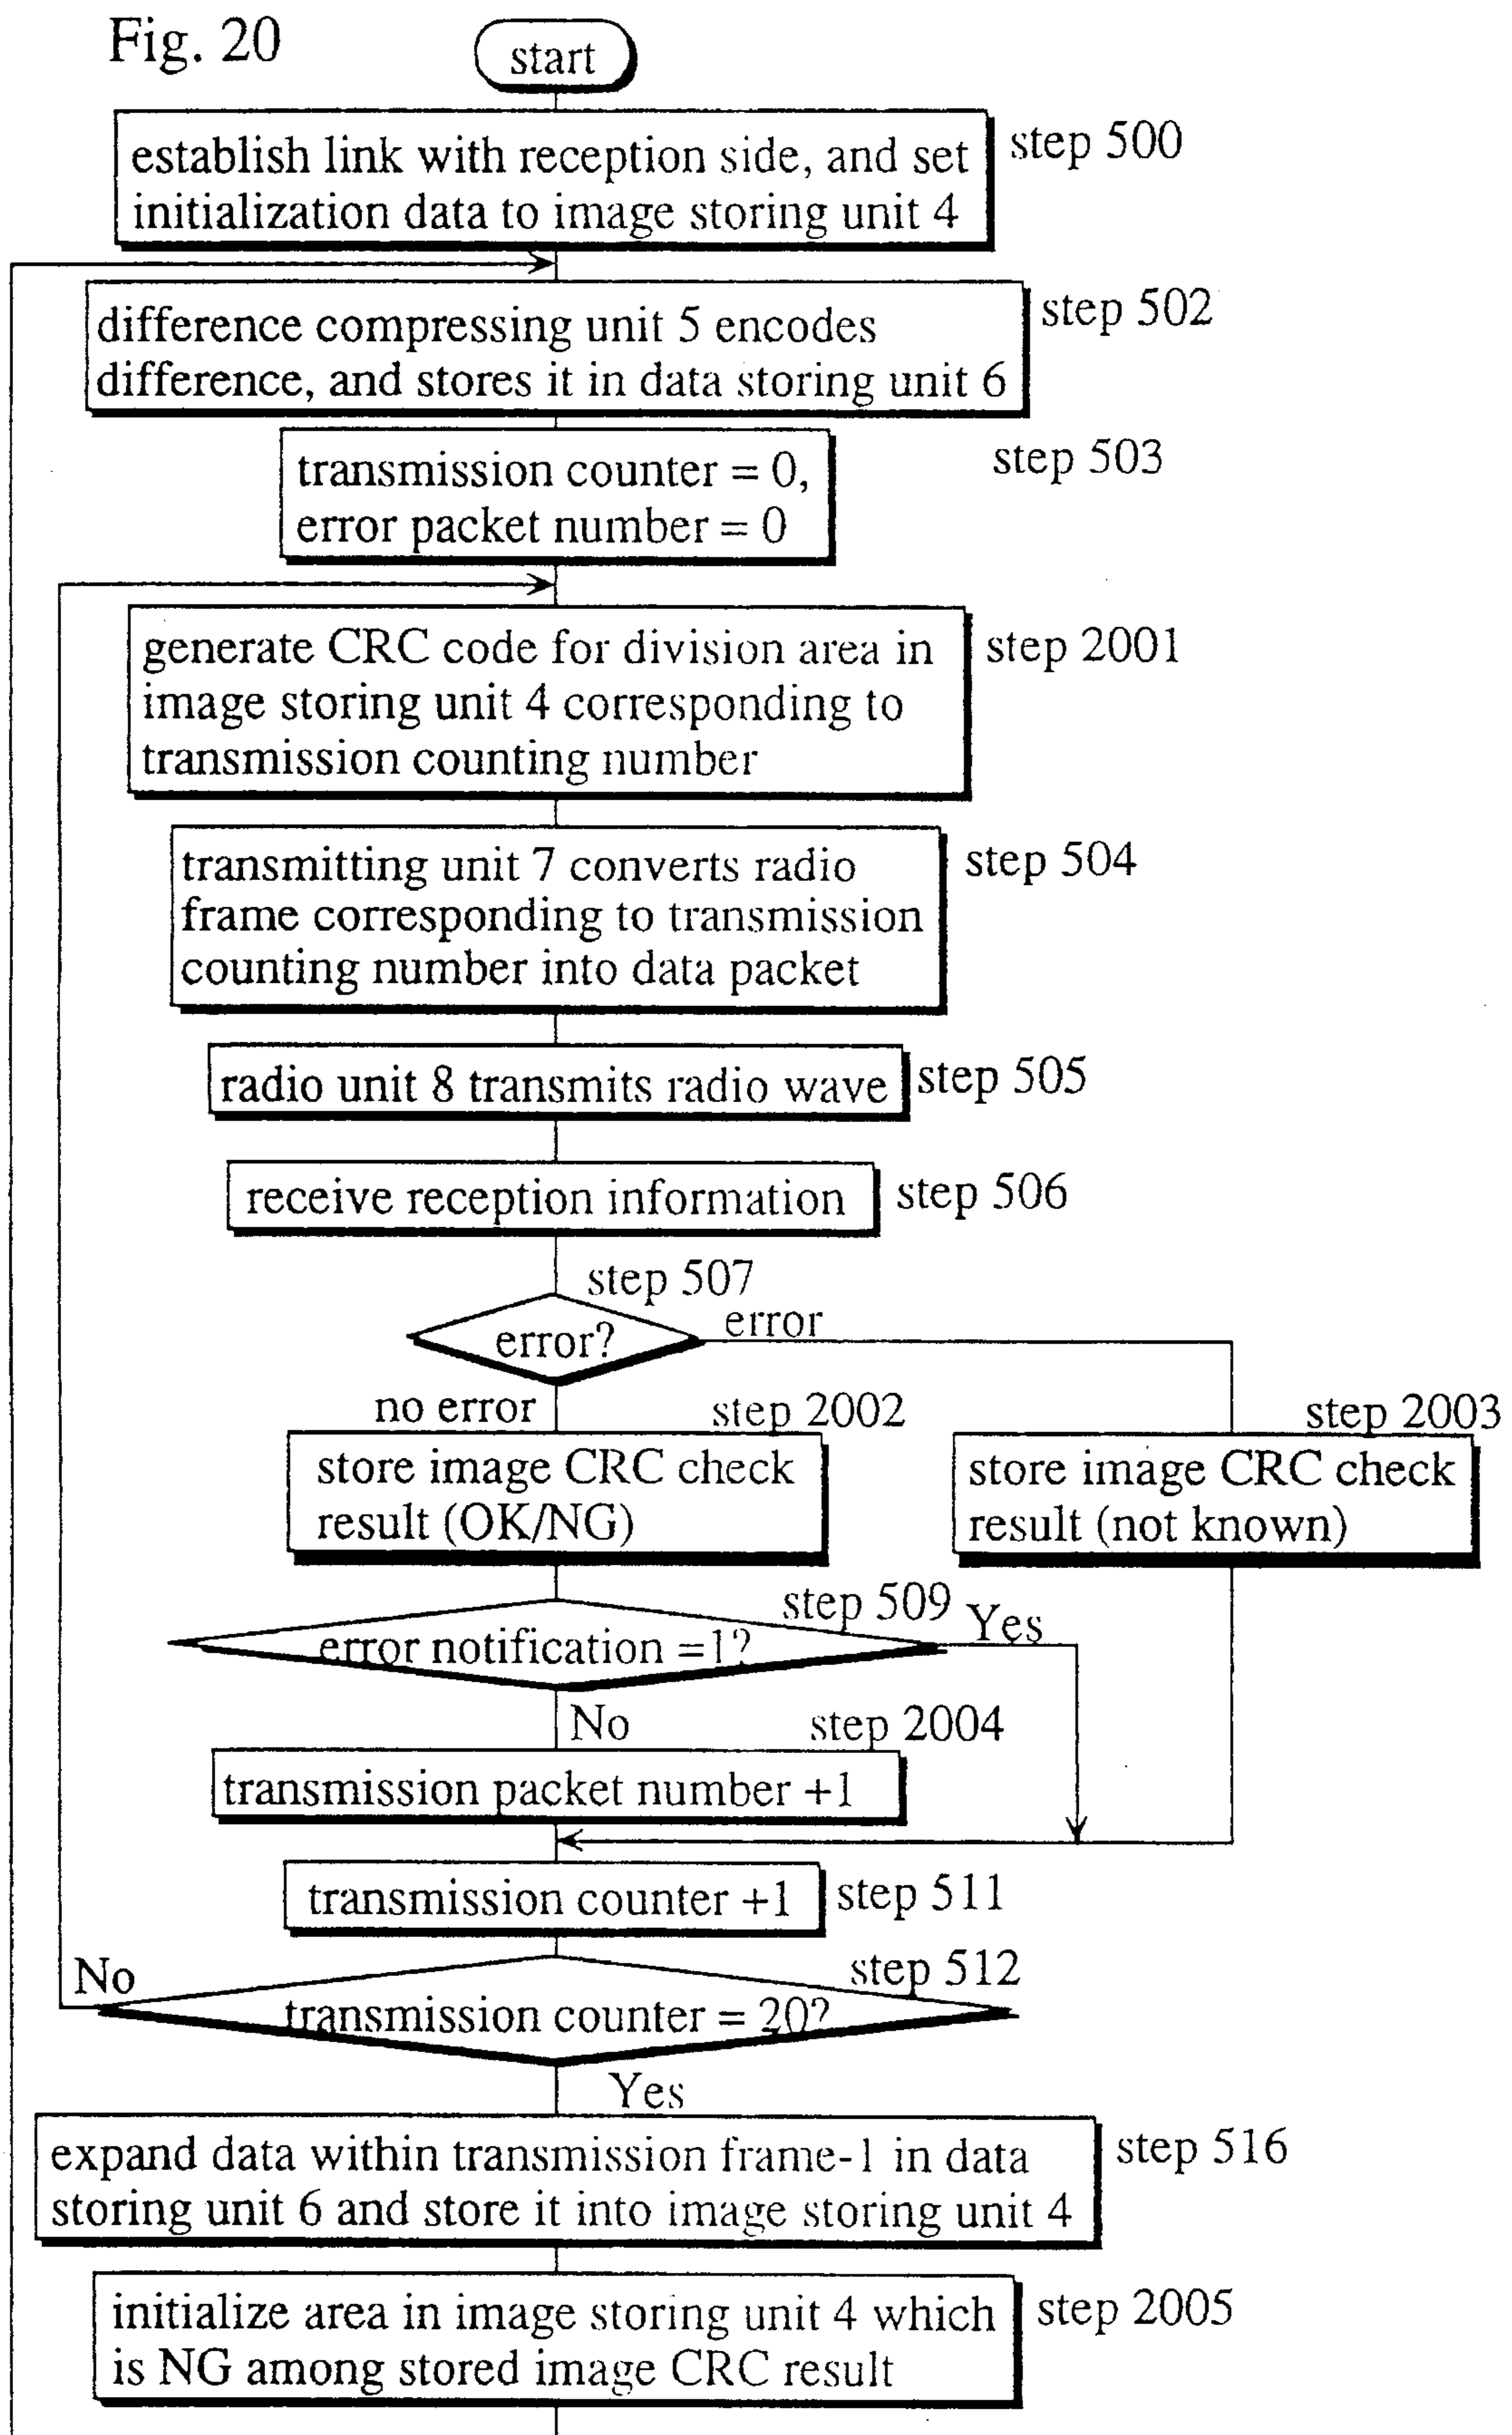 Fig. 20
start
establish link with reception side, and set
initialization data to image storing unit 4
step 500
difference compressing unit 5 encodes
difference, and stores it in data storing unit 6
step 502
transmission counter = 0,
error packet number = 0
step 503
generate CRC code for division area in
image storing unit 4 corresponding to
transmission counting number
step 2001
transmitting unit 7 converts radio
frame corresponding to transmission
counting number into data packet
step 504
radio unit 8 transmits radio wave
step 505
receive reception information
step 506
step 507
error?
error
no error
step 2002
store image CRC check
result (OK/NG)
step 2003
store image CRC check
result (not known)
step 509
error notification =1?
Yes
No
step 2004
transmission packet number +1
transmission counter +1
step 511
No
step 512
transmission counter = 20?
Yes
expand data within transmission frame-1 in data
storing unit 6 and store it into image storing unit 4
step 516
initialize area in image storing unit 4 which
is NG among stored image CRC result
step 2005